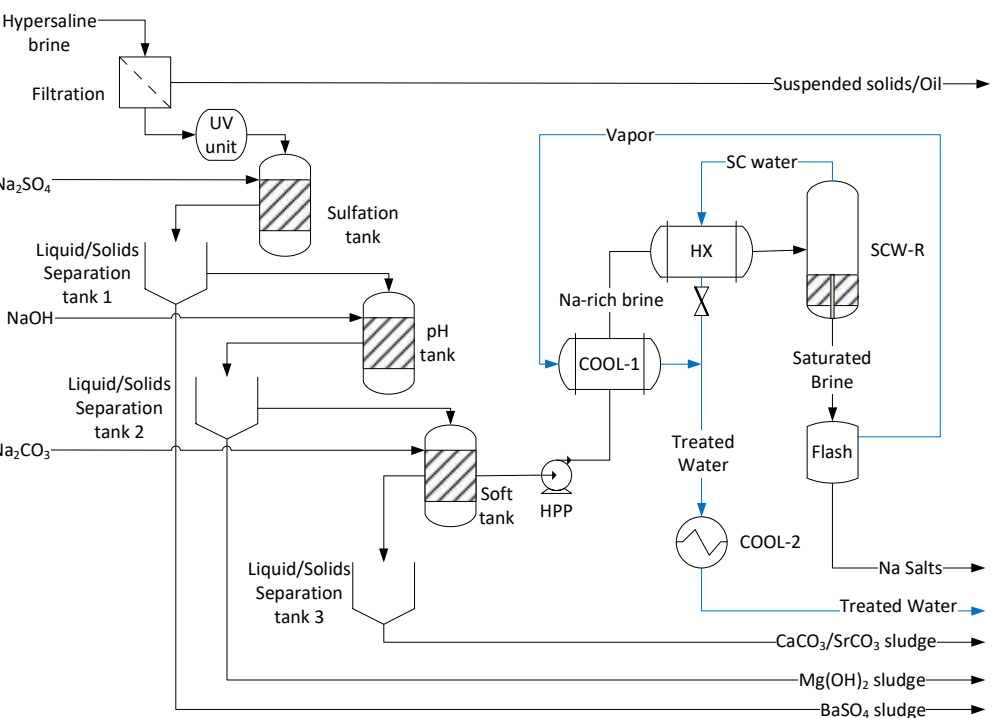 Hypersaline
brine
Filtration
Suspended solids/Oil
UV
unit
Vapor
SC water
Na₂SO₄
Sulfation
tank
HX
SCW-R
Liquid/Solids
Separation
tank 1
Na-rich brine
NaOH
pH
tank
COOL-1
Saturated
Brine
Liquid/Solids
Separation
tank 2
Treated
Water
Flash
Na₂CO₃
Soft
tank
HPP
COOL-2
Liquid/Solids
Separation
tank 3
Na Salts
Treated Water
CaCO₃/SrCO₃ sludge
Mg(OH)₂ sludge
BaSO₄ sludge